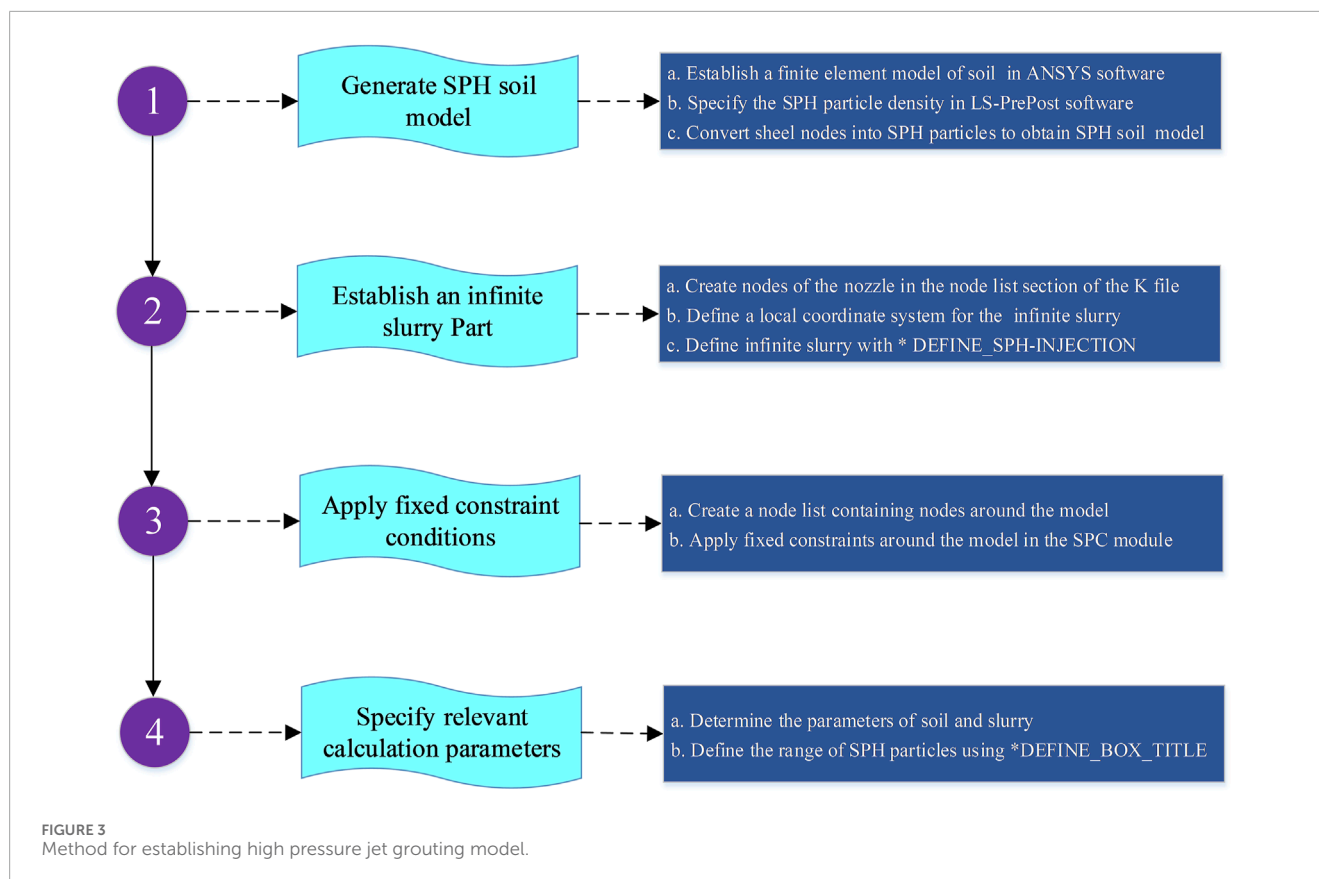 1
Generate SPH soil
model
a. Establish a finite element model of soil in ANSYS software
b. Specify the SPH particle density in LS-PrePost software
c. Convert sheel nodes into SPH particles to obtain SPH soil model
2
Establish an infinite
slurry Part
a. Create nodes of the nozzle in the node list section of the K file
b. Define a local coordinate system for the infinite slurry
c. Define infinite slurry with * DEFINE_SPH-INJECTION
3
Apply fixed constraint
conditions
a. Create a node list containing nodes around the model
b. Apply fixed constraints around the model in the SPC module
4
Specify relevant
calculation parameters
a. Determine the parameters of soil and slurry
b. Define the range of SPH particles using *DEFINE_BOX_TITLE
FIGURE 3
Method for establishing high pressure jet grouting model.